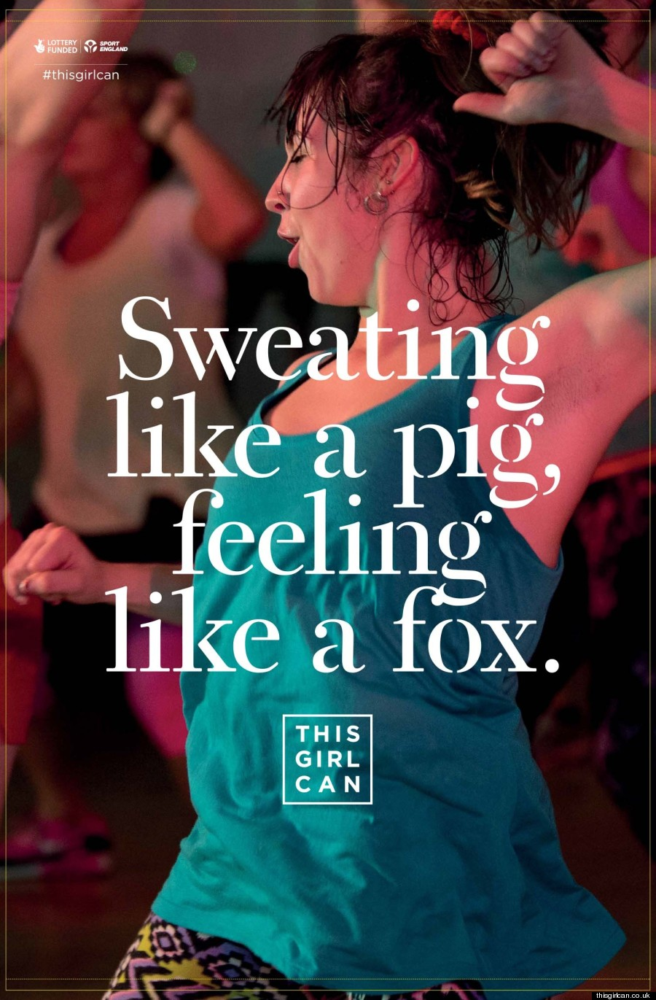 LOTTERY FUNDED
SPORT ENGLAND
#thisgirlcan
Sweating
like a pig,
feeling
like a fox.
THIS
GIRL
CAN
thisgirlcan.co.uk